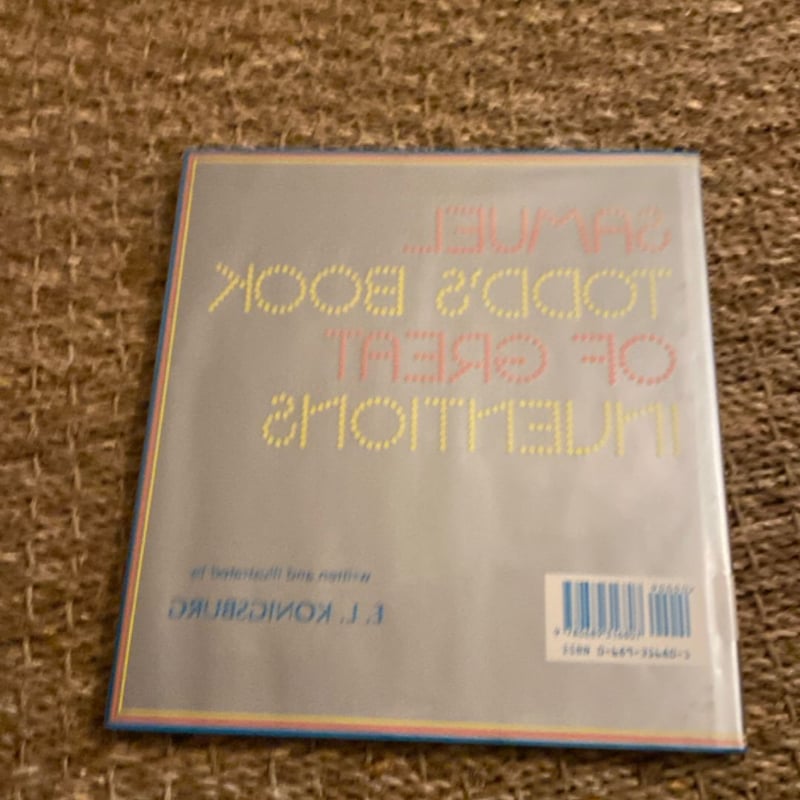 SAMUEL
TODD'S BOOK
OF GREAT
INVENTIONS
written and illustrated by
E. L. KONIGSBURG